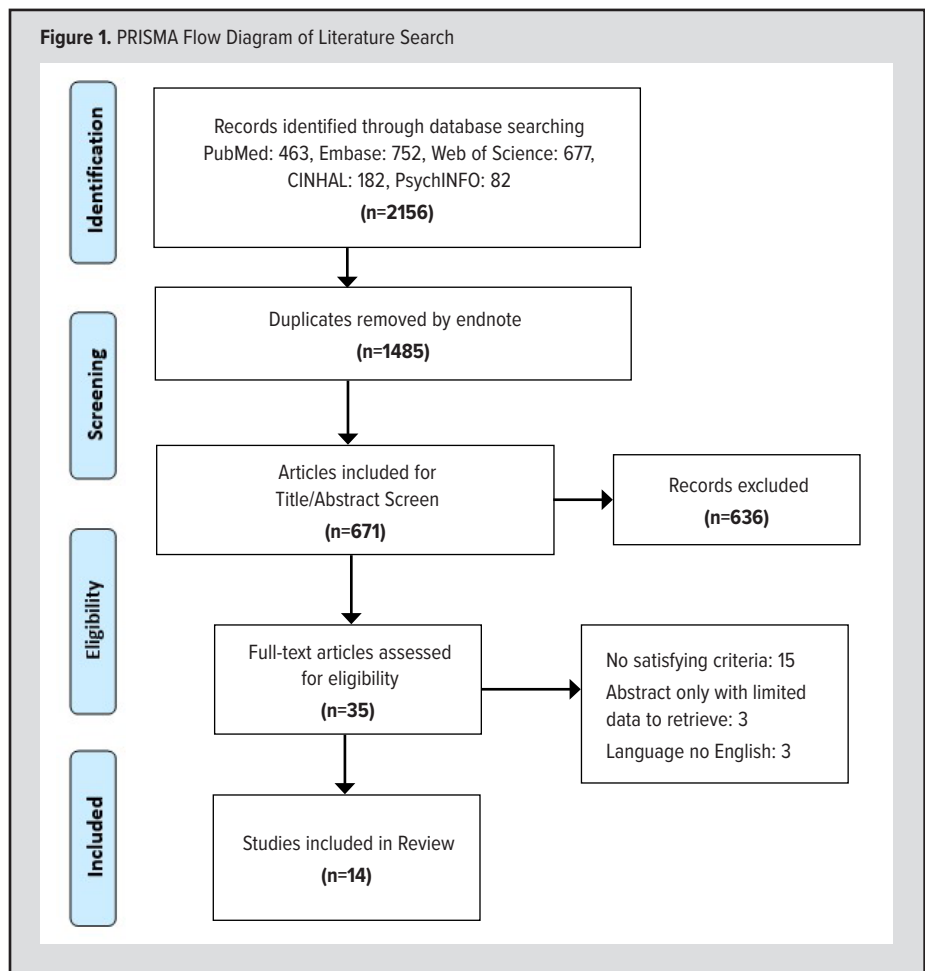 Figure 1. PRISMA Flow Diagram of Literature Search
Identification
Records identified through database searching
PubMed: 463, Embase: 752, Web of Science: 677,
CINHAL: 182, PsychINFO: 82
(n=2156)
Screening
Duplicates removed by endnote
(n=1485)
Articles included for
Title/Abstract Screen
(n=671)
Records excluded
(n=636)
Eligibility
Full-text articles assessed
for eligibility
(n=35)
No satisfying criteria: 15
Abstract only with limited
data to retrieve: 3
Language no English: 3
Included
Studies included in Review
(n=14)